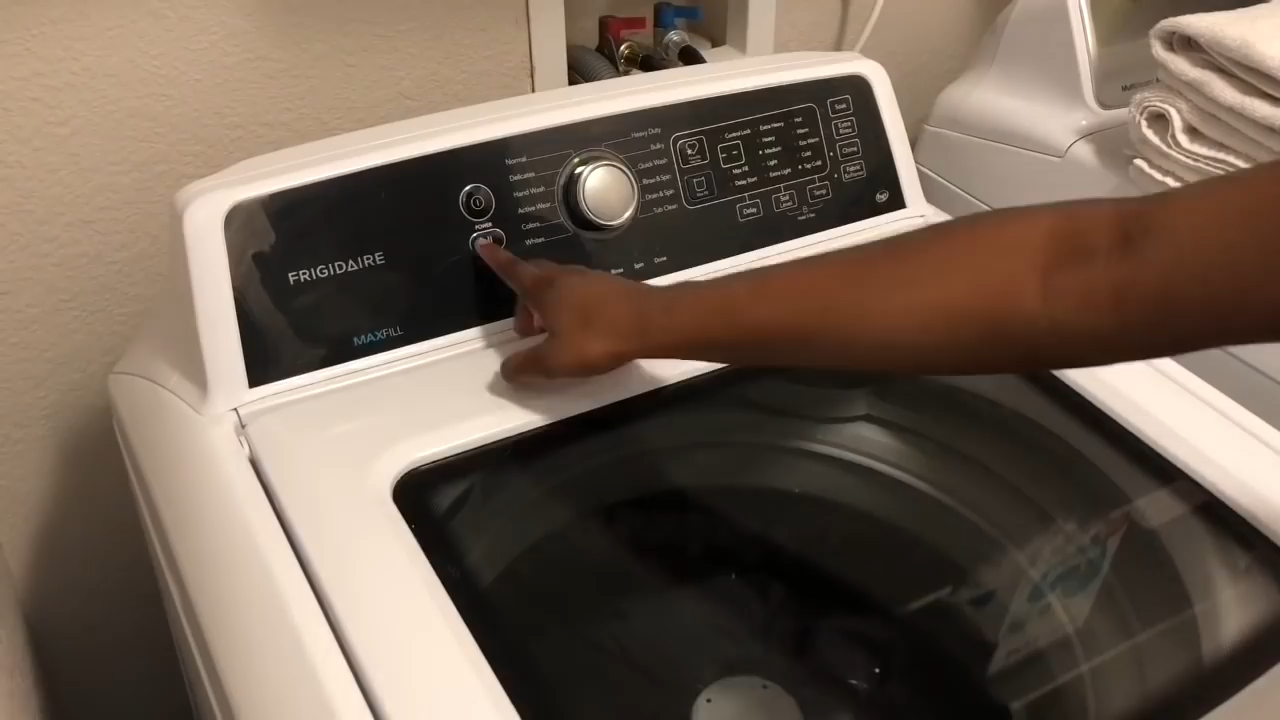 FRIGIDAIRE
MAXFILL
POWER
Normal
Delicates
Hand Wash
Active Wear
Colors
Whites
Heavy Duty
Bulky
Quick Wash
Rinse & Spin
Drain & Spin
Tub Clean
Rinse
Spin
Done
Control Lock
Max Fill
Delay Start
Extra Heavy
Heavy
Medium
Light
Extra Light
Hot
Warm
Eco Warm
Cold
Tap Cold
Delay
Soil
Level
Temp
Soak
Extra
Rinse
Chime
Fabric
Softener